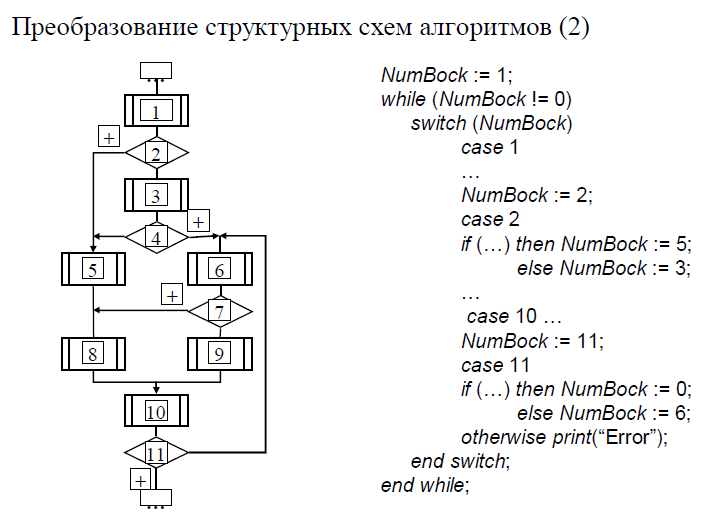 Преобразование структурных схем алгоритмов (2)
...
1
+
2
3
+
4
5
6
+
7
8
9
10
11
+
...
NumBock := 1;
while (NumBock != 0)
switch (NumBock)
case 1
…
NumBock := 2;
case 2
if (…) then NumBock := 5;
else NumBock := 3;
…
case 10 …
NumBock := 11;
case 11
if (…) then NumBock := 0;
else NumBock := 6;
otherwise print(“Error”);
end switch;
end while;